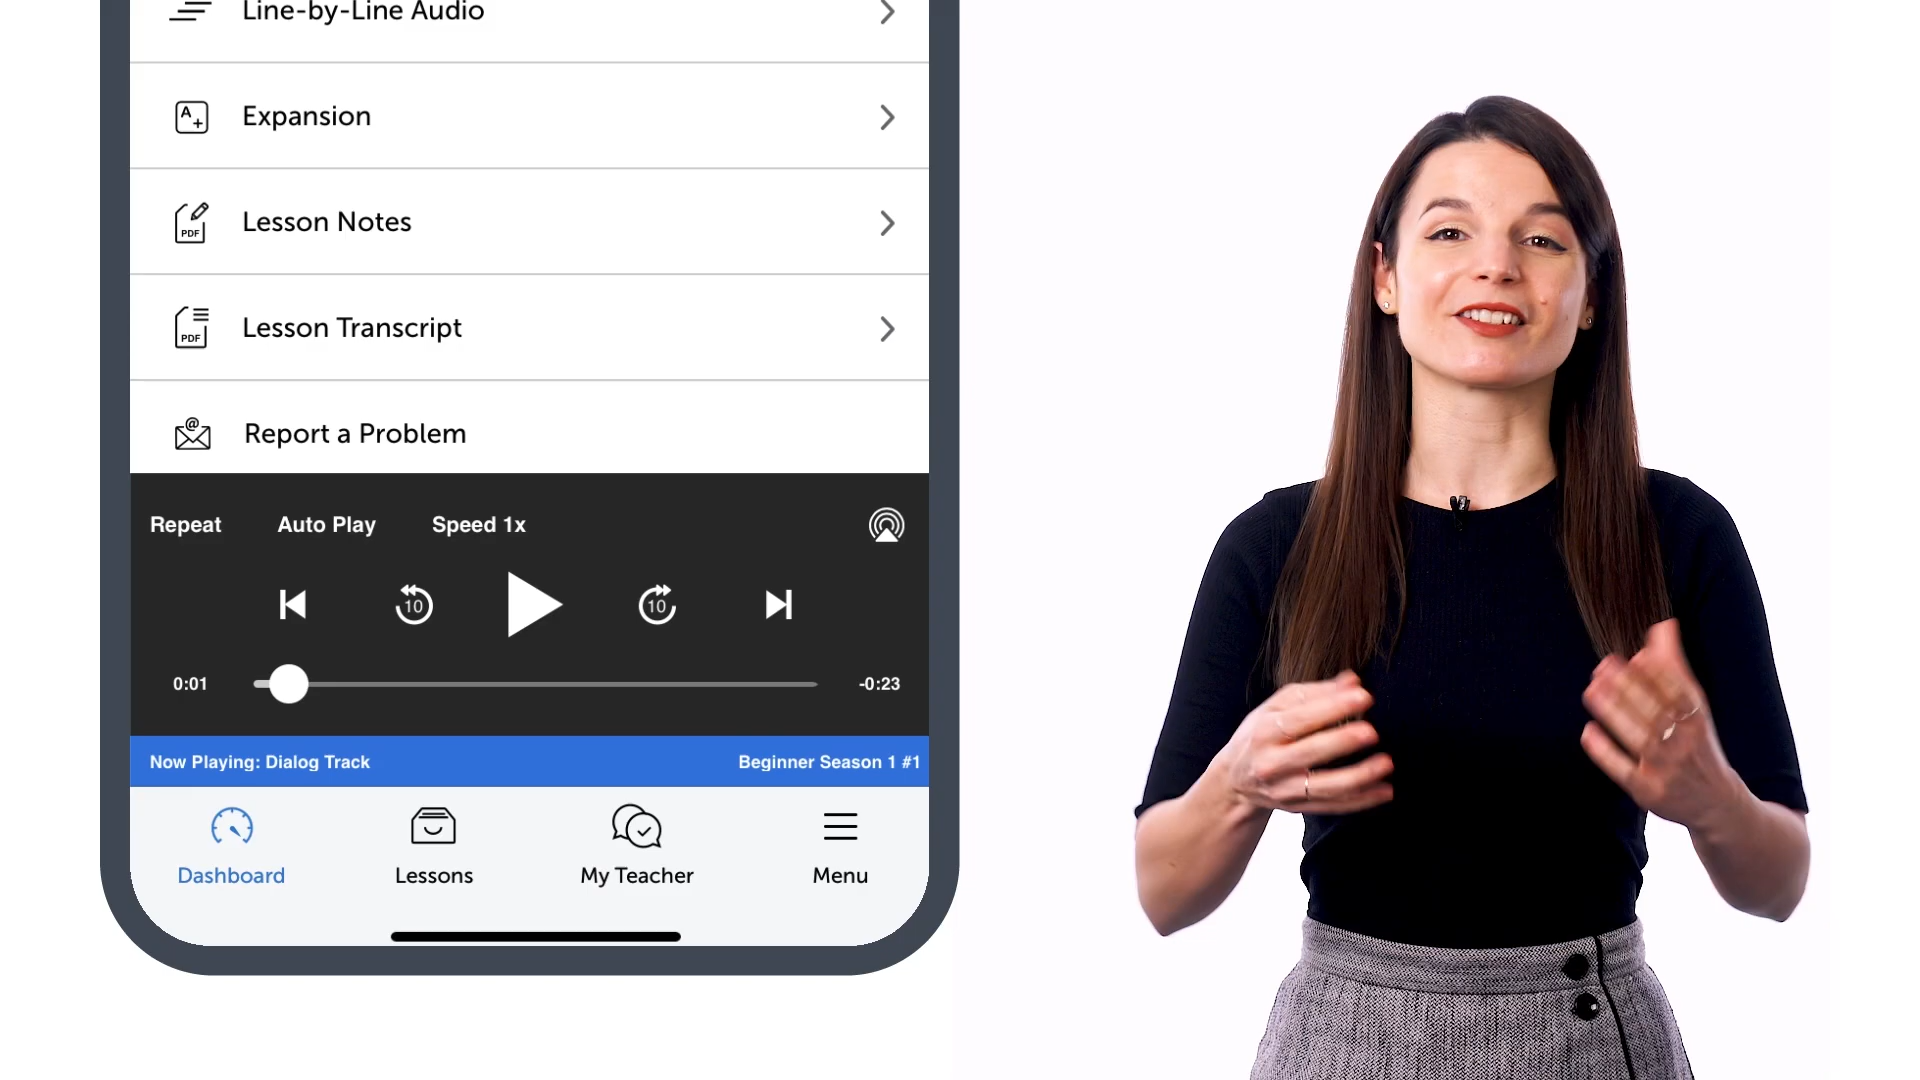 Line-by-Line Audio
A+
Expansion
PDF
Lesson Notes
PDF
Lesson Transcript
@
Report a Problem
Repeat Auto Play Speed 1x
10 10
0:01 -0:23
Now Playing: Dialog Track Beginner Season 1 #1
Dashboard Lessons My Teacher Menu